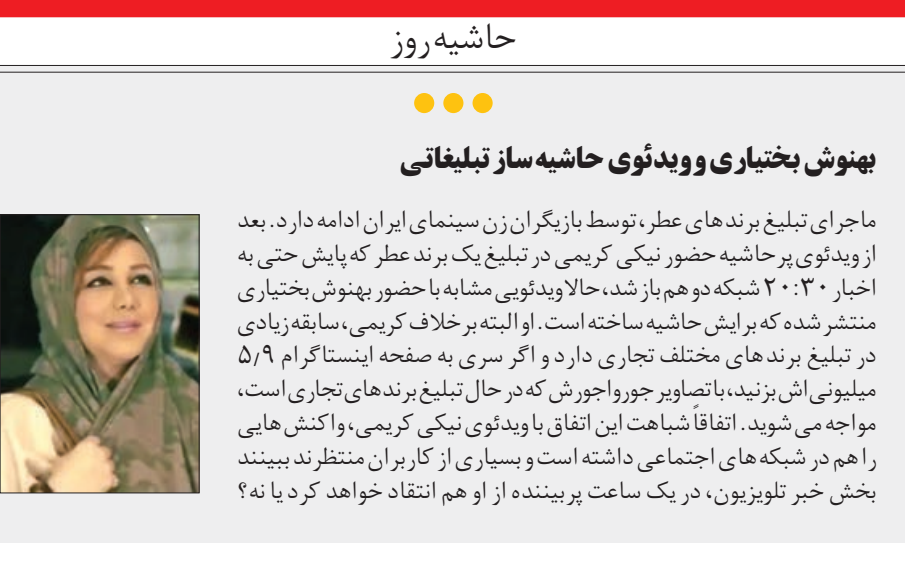 حاشیه‌روز
بهنوش بختیاری و ویدئوی حاشیه‌ساز تبلیغاتی
ماجرای تبلیغ برندهای عطر، توسط بازیگران زن سینمای ایران ادامه دارد. بعد
از ویدئوی پر حاشیه حضور نیکی کریمی در تبلیغ یک برند عطر که پایش حتی به
اخبار ۲۰:۳۰ شبکه دو هم باز شد، حالا ویدئویی مشابه با حضور بهنوش بختیاری
منتشر شده که برایش حاشیه ساخته است. او البته برخلاف کریمی، سابقه زیادی
در تبلیغ برندهای مختلف تجاری دارد و اگر سری به صفحه اینستاگرام ۵٫۹
میلیونی‌اش بزنید، با تصاویر جورواجورش که در حال تبلیغ برندهای تجاری است،
مواجه می‌شوید. اتفاقاً شباهت این اتفاق با ویدئوی نیکی کریمی، واکنش‌هایی
را هم در شبکه‌های اجتماعی داشته است و بسیاری از کاربران منتظرند ببینند
بخش خبر تلویزیون، در یک ساعت پربیننده از او هم انتقاد خواهد کرد یا نه؟